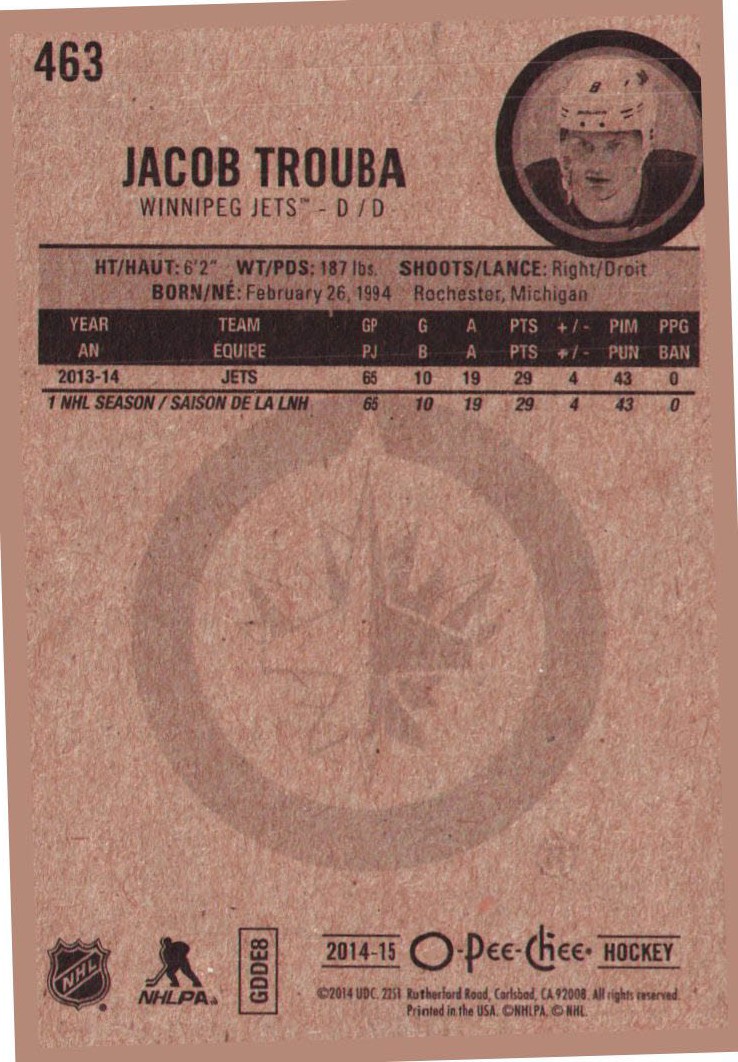 463
8
JACOB TROUBA
WINNIPEG JETS™ - D / D
HT/HAUT: 6'2" WT/PDS: 187 lbs. SHOOTS/LANCE: Right/Droit
BORN/NÉ: February 26, 1994 Rochester, Michigan
YEAR TEAM GP G A PTS +/- PIM PPG
AN ÉQUIPE PJ B A PTS +/- PUN BAN
2013-14 JETS 65 10 19 29 4 43 0
1 NHL SEASON / SAISON DE LA LNH 65 10 19 29 4 43 0
NHL
NHLPA™
GDDE8
2014-15 O-Pee-Chee® HOCKEY
©2014 UDC. 2251 Rutherford Road, Carlsbad, CA 92008. All rights reserved.
Printed in the USA. ©NHLPA. © NHL.